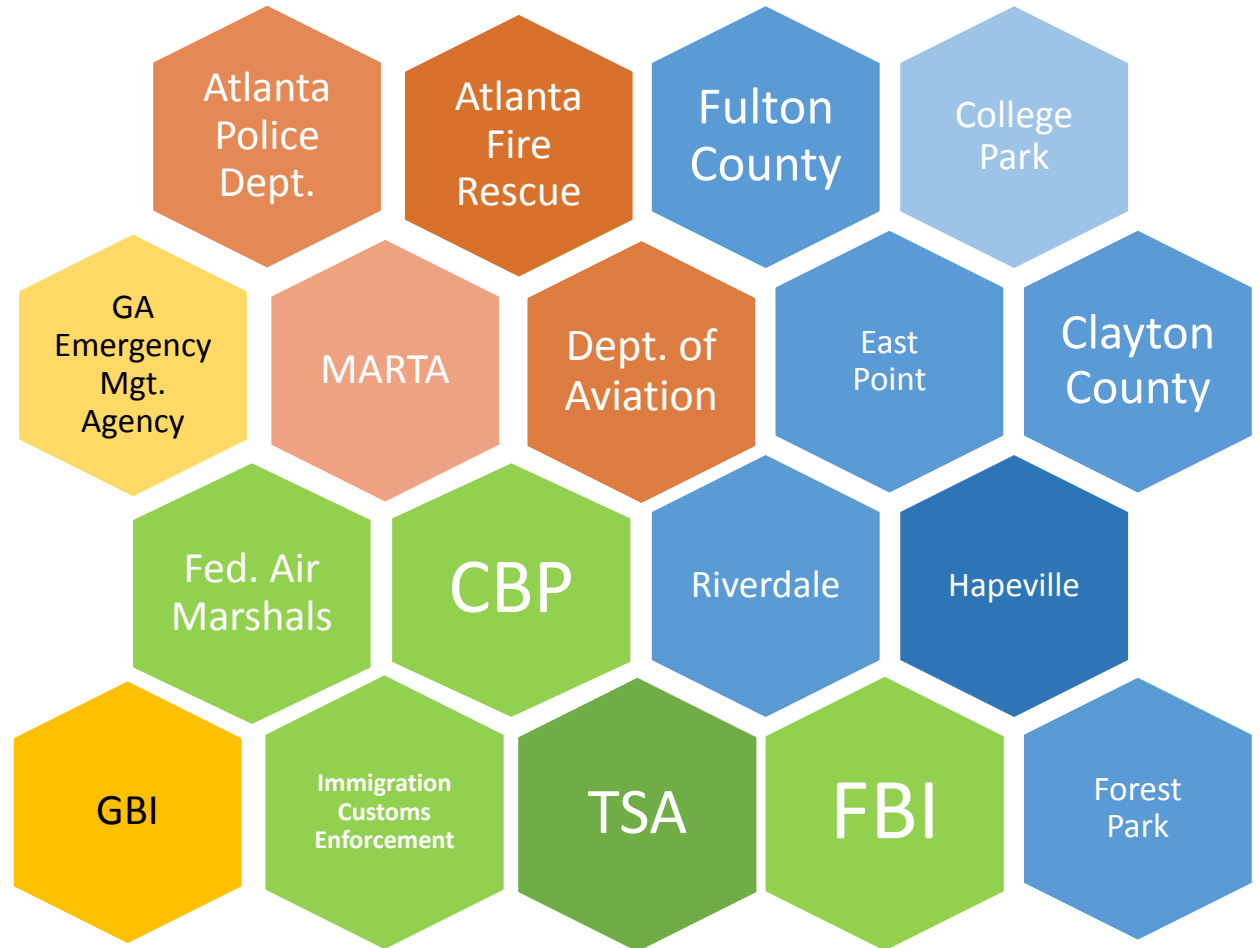 Atlanta
Police
Dept.
Atlanta
Fire
Rescue
Fulton
County
College
Park
GA
Emergency
Mgt.
Agency
MARTA
Dept. of
Aviation
East
Point
Clayton
County
Fed. Air
Marshals
CBP
Riverdale
Hapeville
GBI
Immigration
Customs
Enforcement
TSA
FBI
Forest
Park